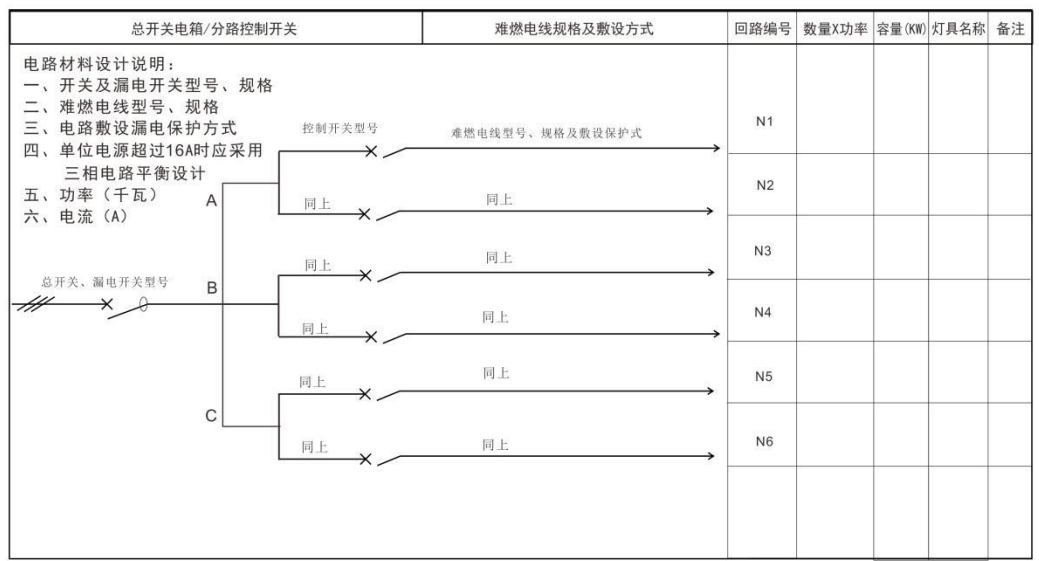 总开关电箱/分路控制开关
难燃电线规格及敷设方式
回路编号
数量X功率
容量(KW)
灯具名称
备注
电路材料设计说明:
一、开关及漏电开关型号、规格
二、难燃电线型号、规格
三、电路敷设漏电保护方式
四、单位电源超过16A时应采用
三相电路平衡设计
五、功率(千瓦)
六、电流(A)
控制开关型号
难燃电线型号、规格及敷设保护式
N1
A
同上
同上
N2
同上
同上
N3
总开关、漏电开关型号
B
同上
同上
N4
同上
同上
N5
C
同上
同上
N6